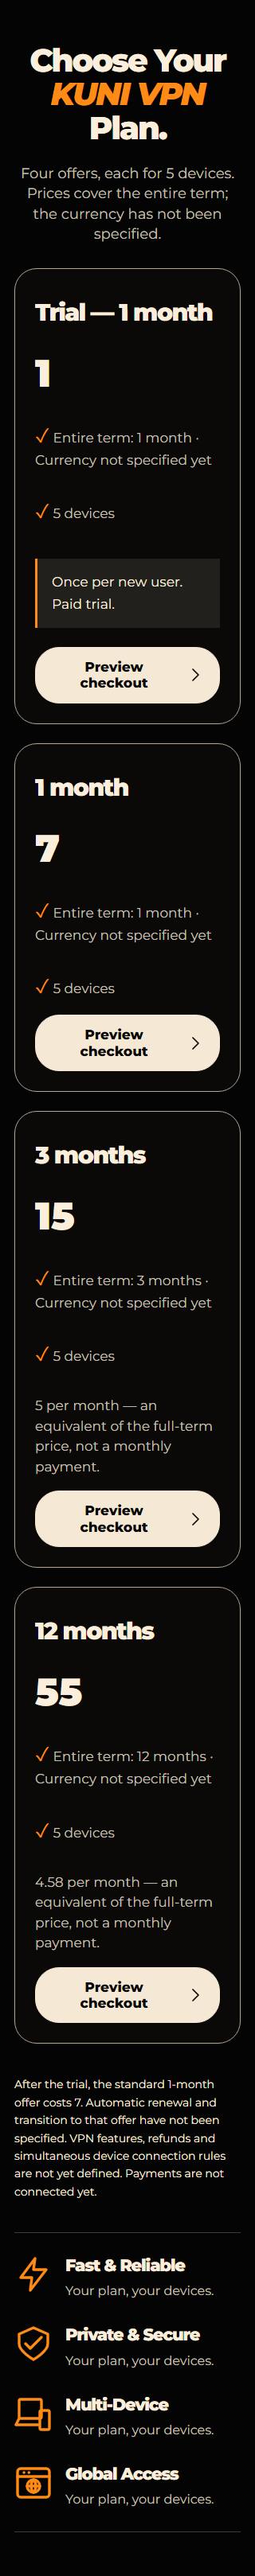 Choose Your
KUNI VPN
Plan.
Four offers, each for 5 devices.
Prices cover the entire term;
the currency has not been
specified.
Trial — 1 month
1
✓ Entire term: 1 month ·
Currency not specified yet
✓ 5 devices
Once per new user.
Paid trial.
Preview
checkout
1 month
7
✓ Entire term: 1 month ·
Currency not specified yet
✓ 5 devices
Preview
checkout
3 months
15
✓ Entire term: 3 months ·
Currency not specified yet
✓ 5 devices
5 per month — an
equivalent of the full-term
price, not a monthly
payment.
Preview
checkout
12 months
55
✓ Entire term: 12 months ·
Currency not specified yet
✓ 5 devices
4.58 per month — an
equivalent of the full-term
price, not a monthly
payment.
Preview
checkout
After the trial, the standard 1-month
offer costs 7. Automatic renewal and
transition to that offer have not been
specified. VPN features, refunds and
simultaneous device connection rules
are not yet defined. Payments are not
connected yet.
Fast & Reliable
Your plan, your devices.
Private & Secure
Your plan, your devices.
Multi-Device
Your plan, your devices.
Global Access
Your plan, your devices.